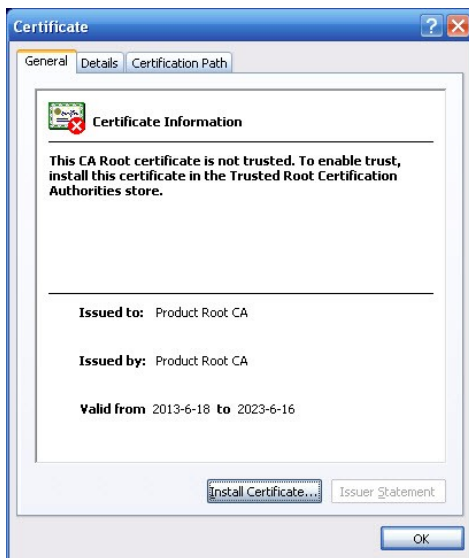 Certificate
General Details Certification Path
Certificate Information
This CA Root certificate is not trusted. To enable trust,
install this certificate in the Trusted Root Certification
Authorities store.
Issued to: Product Root CA
Issued by: Product Root CA
Valid from 2013-6-18 to 2023-6-16
Install Certificate... Issuer Statement
OK